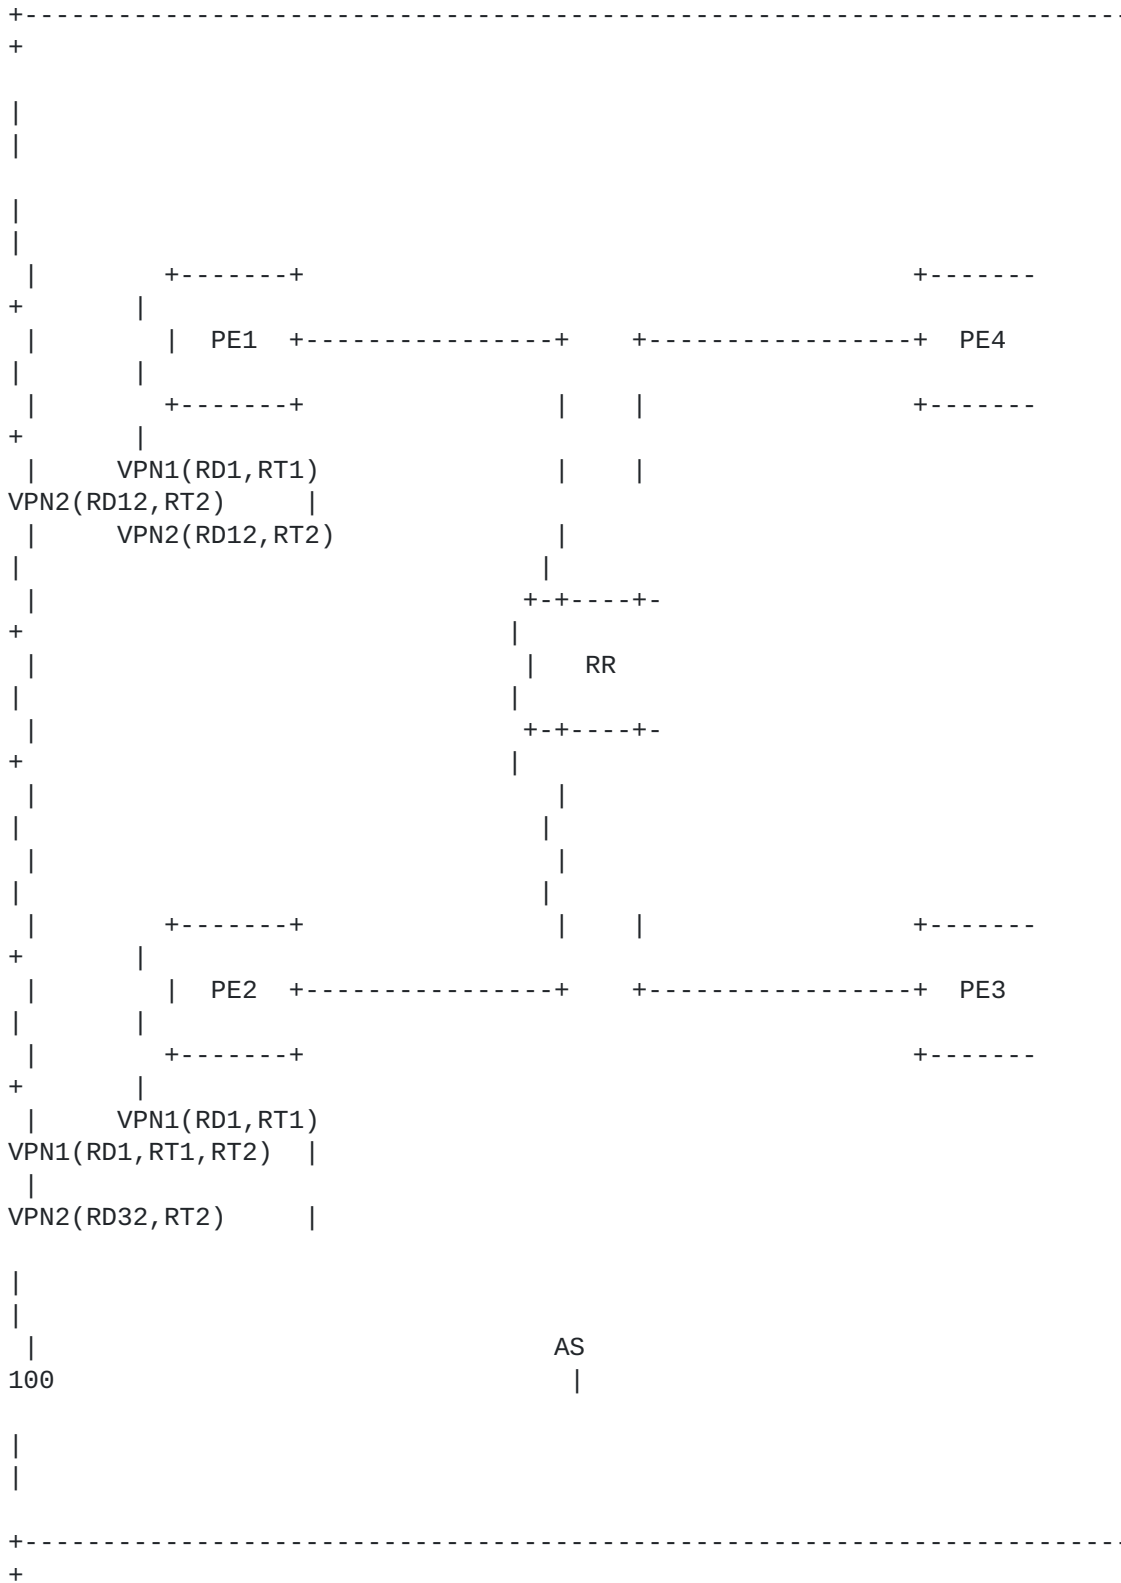 +----------------------------------------------------------------------
+

|
|

|
|
 |        +-------+                                       +-------
+       |
 |        |  PE1  +----------------+    +-----------------+  PE4
|       |
 |        +-------+                |    |                 +-------
+       |
 |     VPN1(RD1,RT1)               |    |
VPN2(RD12,RT2)     |
 |     VPN2(RD12,RT2)              |
|                                 |
 |                               +-+----+-
+                               |
 |                               |   RR
|                               |
 |                               +-+----+-
+                               |
 |                                 |
|                                 |
 |                                 |
|                                 |
 |        +-------+                |    |                 +-------
+       |
 |        |  PE2  +----------------+    +-----------------+  PE3
|       |
 |        +-------+                                       +-------
+       |
 |     VPN1(RD1,RT1)
VPN1(RD1,RT1,RT2)  |
 |
VPN2(RD32,RT2)     |

|
|
 |                                 AS
100                                 |

|
|

+----------------------------------------------------------------------
+